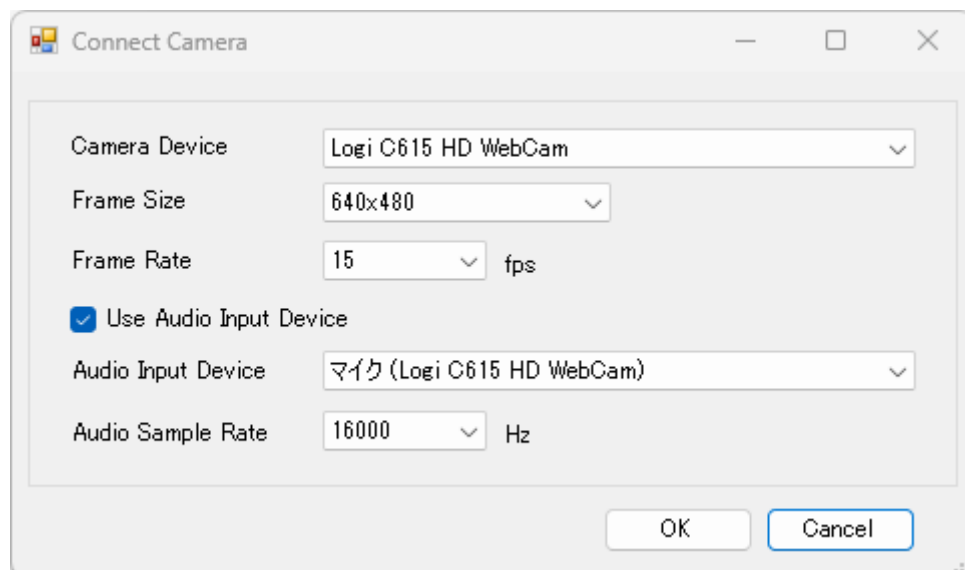 Connect Camera
Camera Device Logi C615 HD WebCam
Frame Size 640x480
Frame Rate 15 fps
Use Audio Input Device
Audio Input Device マイク (Logi C615 HD WebCam)
Audio Sample Rate 16000 Hz
OK Cancel